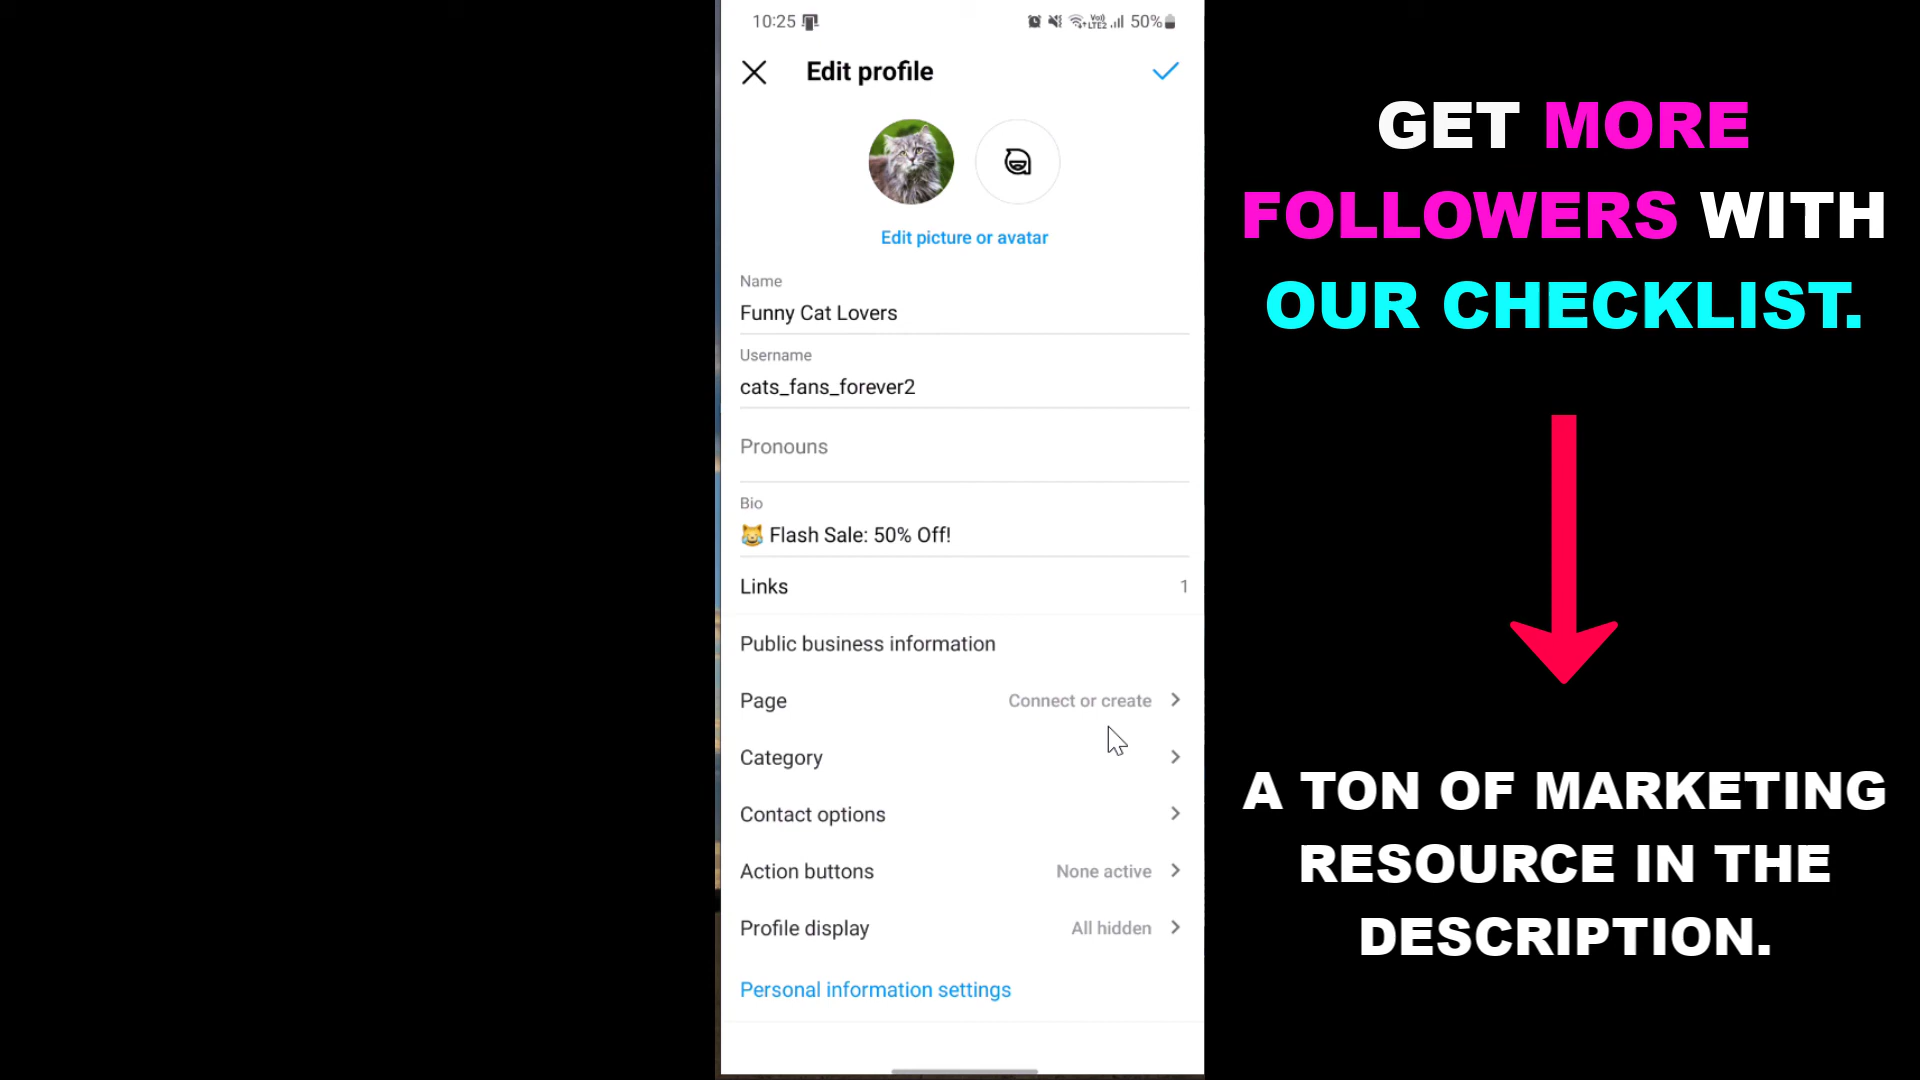 10:25
Vo))
LTE2
50%
Edit profile
Edit picture or avatar
Name
Funny Cat Lovers
Username
cats_fans_forever2
Pronouns
Bio
😹 Flash Sale: 50% Off!
Links 1
Public business information
Page Connect or create
Category
Contact options
Action buttons None active
Profile display All hidden
Personal information settings
GET MORE
FOLLOWERS WITH
OUR CHECKLIST.
A TON OF MARKETING
RESOURCE IN THE
DESCRIPTION.